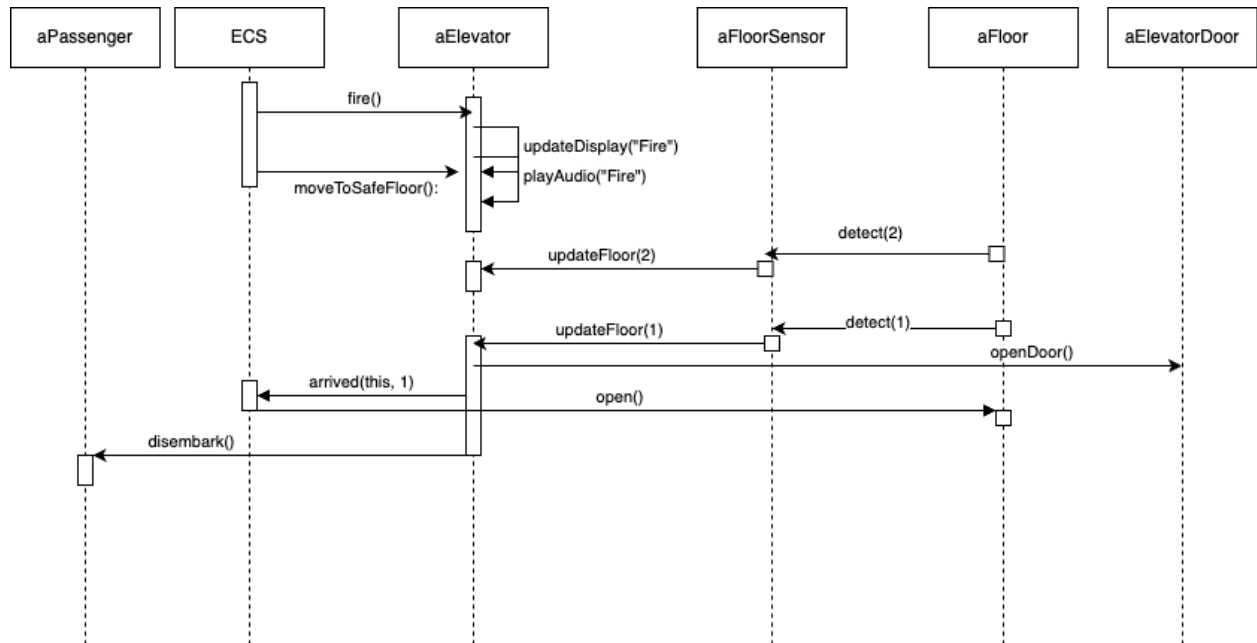 aPassenger
ECS
aElevator
aFloorSensor
aFloor
aElevatorDoor
fire()
updateDisplay("Fire")
playAudio("Fire")
moveToSafeFloor():
detect(2)
updateFloor(2)
detect(1)
updateFloor(1)
openDoor()
arrived(this, 1)
open()
disembark()